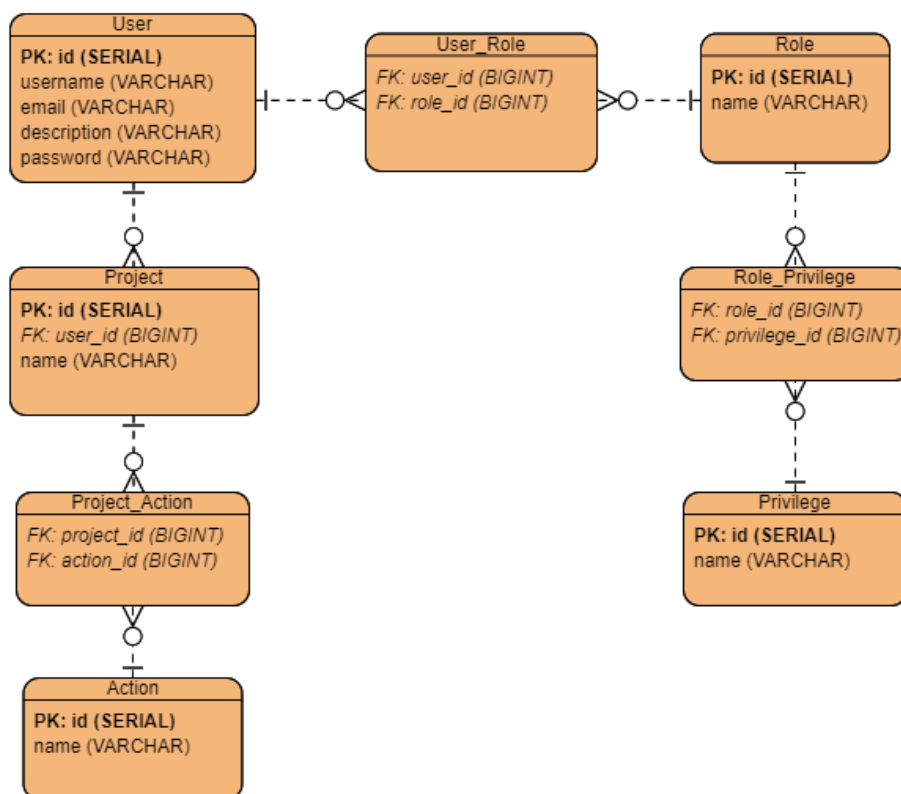 User
PK: id (SERIAL)
username (VARCHAR)
email (VARCHAR)
description (VARCHAR)
password (VARCHAR)
User_Role
FK: user_id (BIGINT)
FK: role_id (BIGINT)
Role
PK: id (SERIAL)
name (VARCHAR)
Project
PK: id (SERIAL)
FK: user_id (BIGINT)
name (VARCHAR)
Role_Privilege
FK: role_id (BIGINT)
FK: privilege_id (BIGINT)
Project_Action
FK: project_id (BIGINT)
FK: action_id (BIGINT)
Privilege
PK: id (SERIAL)
name (VARCHAR)
Action
PK: id (SERIAL)
name (VARCHAR)